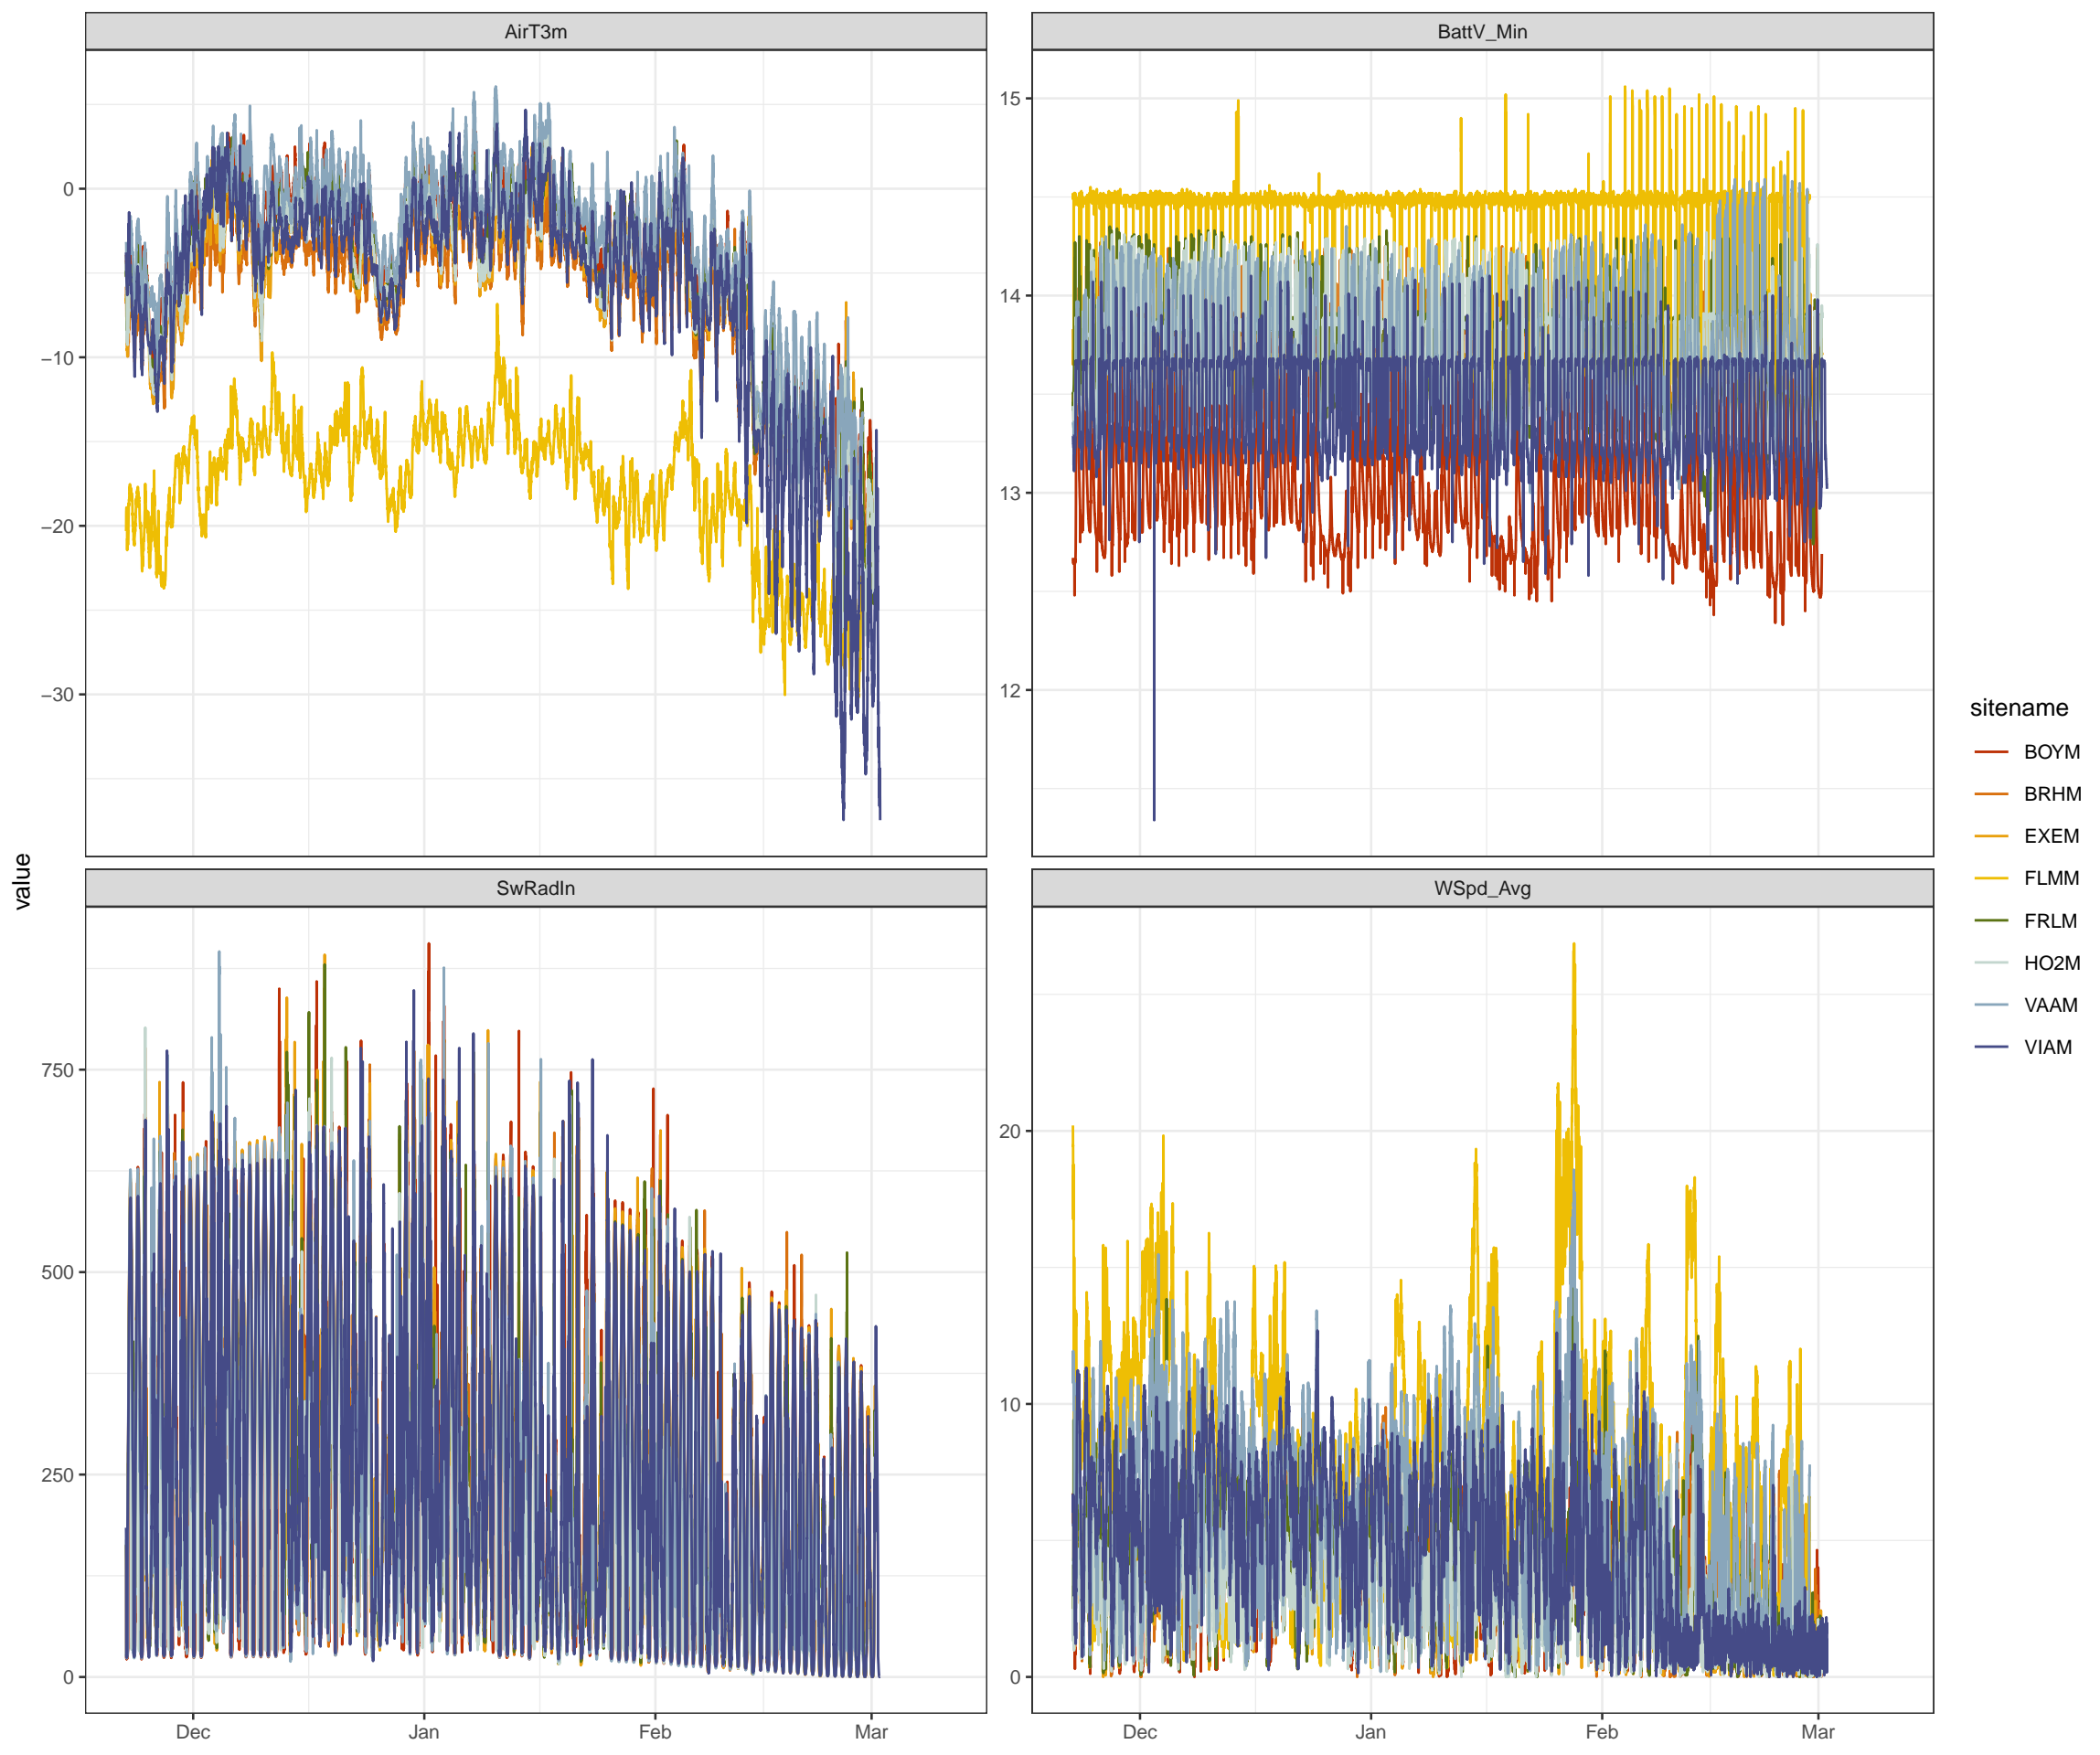 AirT3m
BattV_Min
0
−10
−20
−30
15
14
13
12
value
SwRadIn
WSpd_Avg
750
500
250
0
20
10
0
Dec Jan Feb Mar
Dec Jan Feb Mar
sitename
BOYM
BRHM
EXEM
FLMM
FRLM
HO2M
VAAM
VIAM